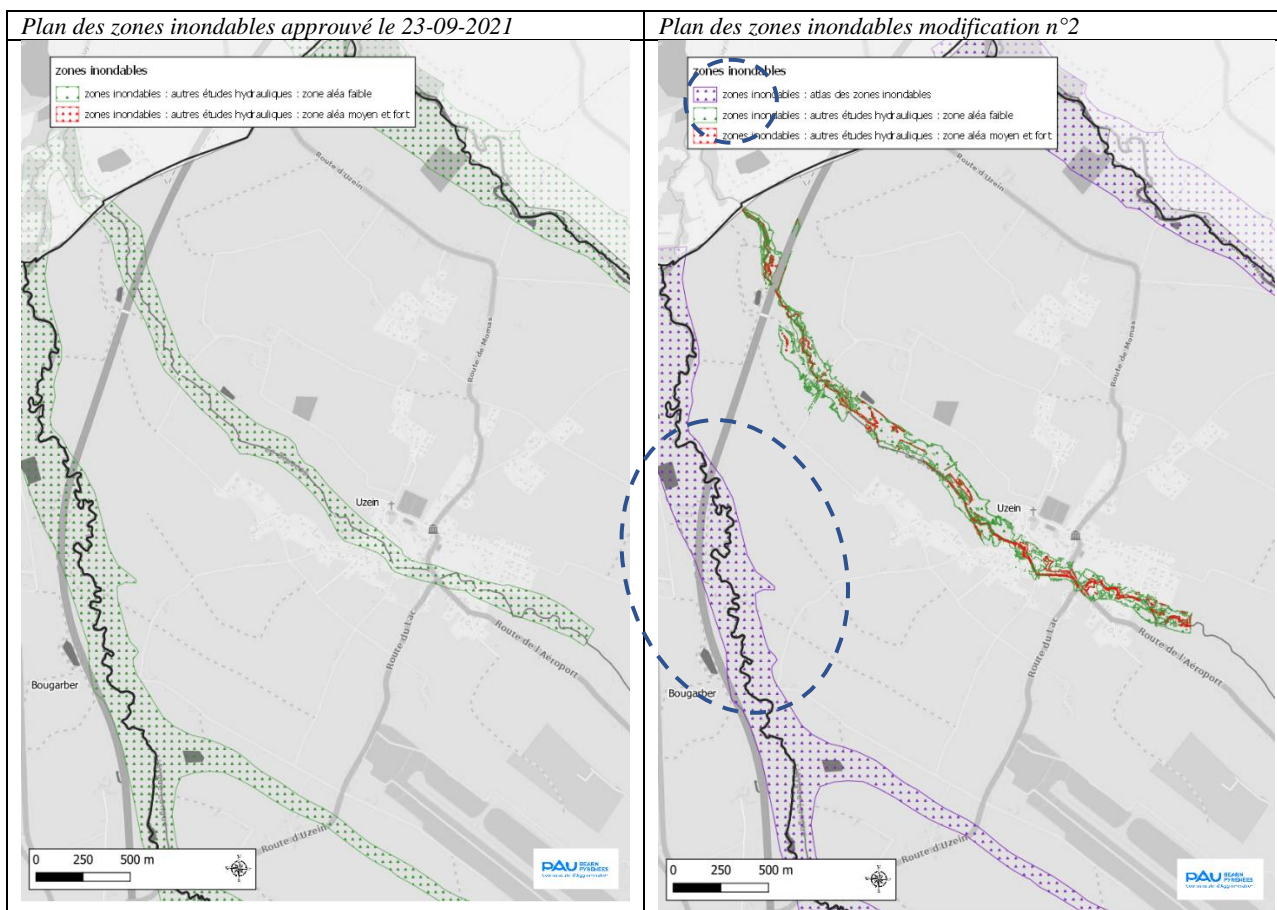 Plan des zones inondables approuvé le 23-09-2021
zones inondables
zones inondables : autres études hydrauliques : zone aléa faible
zones inondables : autres études hydrauliques : zone aléa moyen et fort
Route d'Uzein
Route de Momas
Uzein
Route du Lac
Route de l'Aéroport
Bougarber
Route d'Uzein
0 250 500 m
PAU BEARN
PYRENEES
Plan des zones inondables modification n°2
zones inondables
zones inondables : atlas des zones inondables
zones inondables : autres études hydrauliques : zone aléa faible
zones inondables : autres études hydrauliques : zone aléa moyen et fort
Route d'Uzein
Route de Momas
Uzein
Route du Lac
Route de l'Aéroport
Bougarber
Route d'Uzein
0 250 500 m
PAU BEARN
PYRENEES